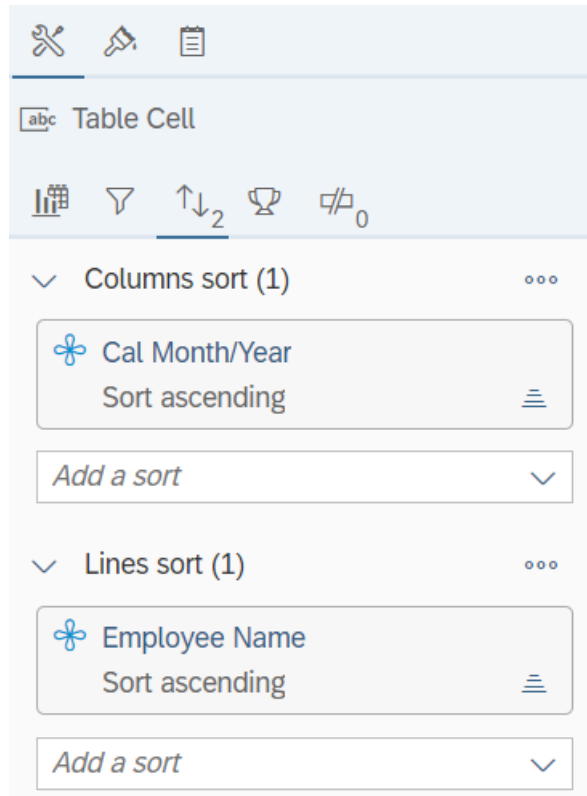 abc Table Cell
2 0
Columns sort (1)
Cal Month/Year
Sort ascending
Add a sort
Lines sort (1)
Employee Name
Sort ascending
Add a sort